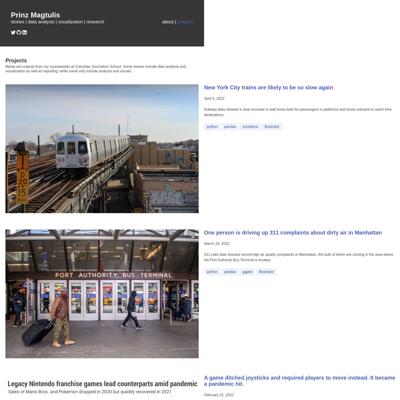 Prinz Magtulis
stories | data analysis | visualization | research
about | projects
Projects
Below are outputs from my coursworks at Columbia Journalism School. Some stories include data analysis and
visualization as well as reporting, while some only include analysis and visuals.
New York City trains are likely to be so slow again
April 5, 2022
Subway data showed a slow increase in wait times both for passengers in platforms and those onboard to reach their
destinations.
python pandas scrollama Illustrator
One person is driving up 311 complaints about dirty air in Manhattan
March 14, 2022
311 calls data showed record-high air quality complaints in Manhattan, the bulk of which are coming in the area where
the Port Authority Bus Terminal is located.
python pandas ggplot Illustrator
PORT AUTHORITY BUS TERMINAL
Legacy Nintendo franchise games lead counterparts amid pandemic
Sales of Mario Bros. and Pokemon dropped in 2020 but quickly recovered in 2021
A game ditched joysticks and required players to move instead. It became
a pandemic hit.
February 21, 2022